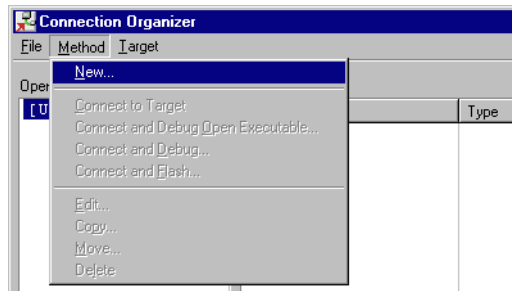 Connection Organizer
File Method Target
New...
Connect to Target
Connect and Debug Open Executable...
Connect and Debug...
Connect and Flash...
Edit...
Copy...
Move...
Delete
Type